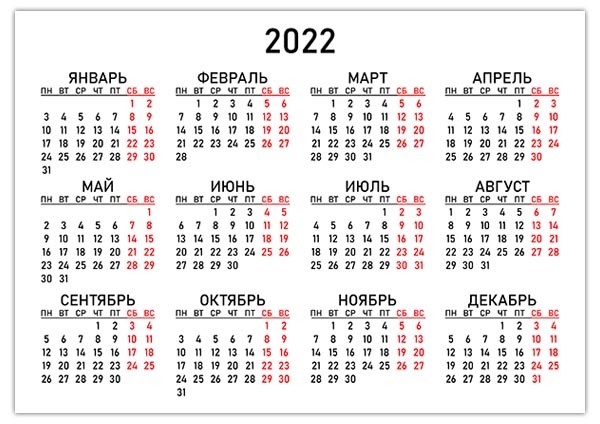 2022
ЯНВАРЬ
ПН ВТ СР ЧТ ПТ СБ ВС
1 2
3 4 5 6 7 8 9
10 11 12 13 14 15 16
17 18 19 20 21 22 23
24 25 26 27 28 29 30
31
ФЕВРАЛЬ
ПН ВТ СР ЧТ ПТ СБ ВС
1 2 3 4 5 6
7 8 9 10 11 12 13
14 15 16 17 18 19 20
21 22 23 24 25 26 27
28
МАРТ
ПН ВТ СР ЧТ ПТ СБ ВС
1 2 3 4 5 6
7 8 9 10 11 12 13
14 15 16 17 18 19 20
21 22 23 24 25 26 27
28 29 30 31
АПРЕЛЬ
ПН ВТ СР ЧТ ПТ СБ ВС
1 2 3
4 5 6 7 8 9 10
11 12 13 14 15 16 17
18 19 20 21 22 23 24
25 26 27 28 29 30
МАЙ
ПН ВТ СР ЧТ ПТ СБ ВС
1
2 3 4 5 6 7 8
9 10 11 12 13 14 15
16 17 18 19 20 21 22
23 24 25 26 27 28 29
30 31
ИЮНЬ
ПН ВТ СР ЧТ ПТ СБ ВС
1 2 3 4 5
6 7 8 9 10 11 12
13 14 15 16 17 18 19
20 21 22 23 24 25 26
27 28 29 30
ИЮЛЬ
ПН ВТ СР ЧТ ПТ СБ ВС
1 2 3
4 5 6 7 8 9 10
11 12 13 14 15 16 17
18 19 20 21 22 23 24
25 26 27 28 29 30 31
АВГУСТ
ПН ВТ СР ЧТ ПТ СБ ВС
1 2 3 4 5 6 7
8 9 10 11 12 13 14
15 16 17 18 19 20 21
22 23 24 25 26 27 28
29 30 31
СЕНТЯБРЬ
ПН ВТ СР ЧТ ПТ СБ ВС
1 2 3 4
5 6 7 8 9 10 11
12 13 14 15 16 17 18
19 20 21 22 23 24 25
26 27 28 29 30
ОКТЯБРЬ
ПН ВТ СР ЧТ ПТ СБ ВС
1 2
3 4 5 6 7 8 9
10 11 12 13 14 15 16
17 18 19 20 21 22 23
24 25 26 27 28 29 30
31
НОЯБРЬ
ПН ВТ СР ЧТ ПТ СБ ВС
1 2 3 4 5 6
7 8 9 10 11 12 13
14 15 16 17 18 19 20
21 22 23 24 25 26 27
28 29 30
ДЕКАБРЬ
ПН ВТ СР ЧТ ПТ СБ ВС
1 2 3 4
5 6 7 8 9 10 11
12 13 14 15 16 17 18
19 20 21 22 23 24 25
26 27 28 29 30 31